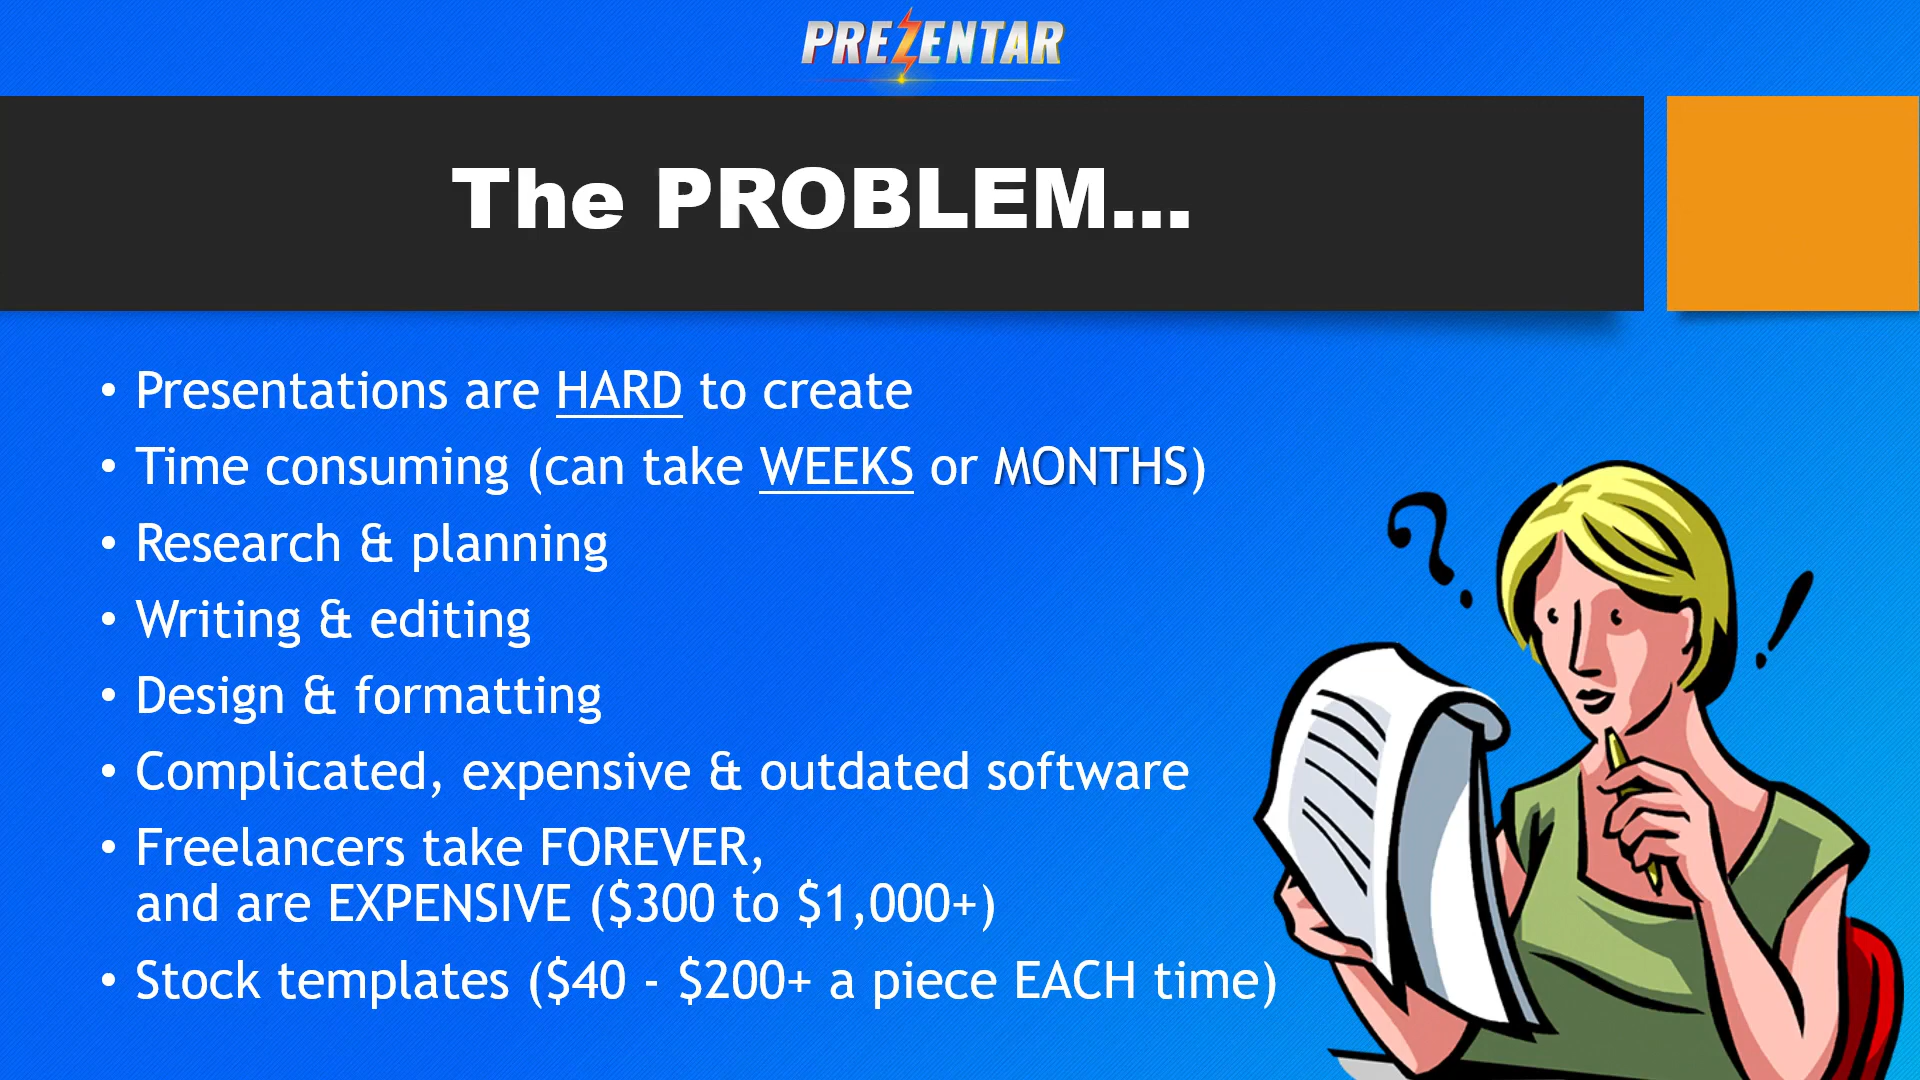 PREZENTAR
The PROBLEM...
• Presentations are HARD to create
• Time consuming (can take WEEKS or MONTHS)
• Research & planning
• Writing & editing
• Design & formatting
• Complicated, expensive & outdated software
• Freelancers take FOREVER,
and are EXPENSIVE ($300 to $1,000+)
• Stock templates ($40 - $200+ a piece EACH time)
? !